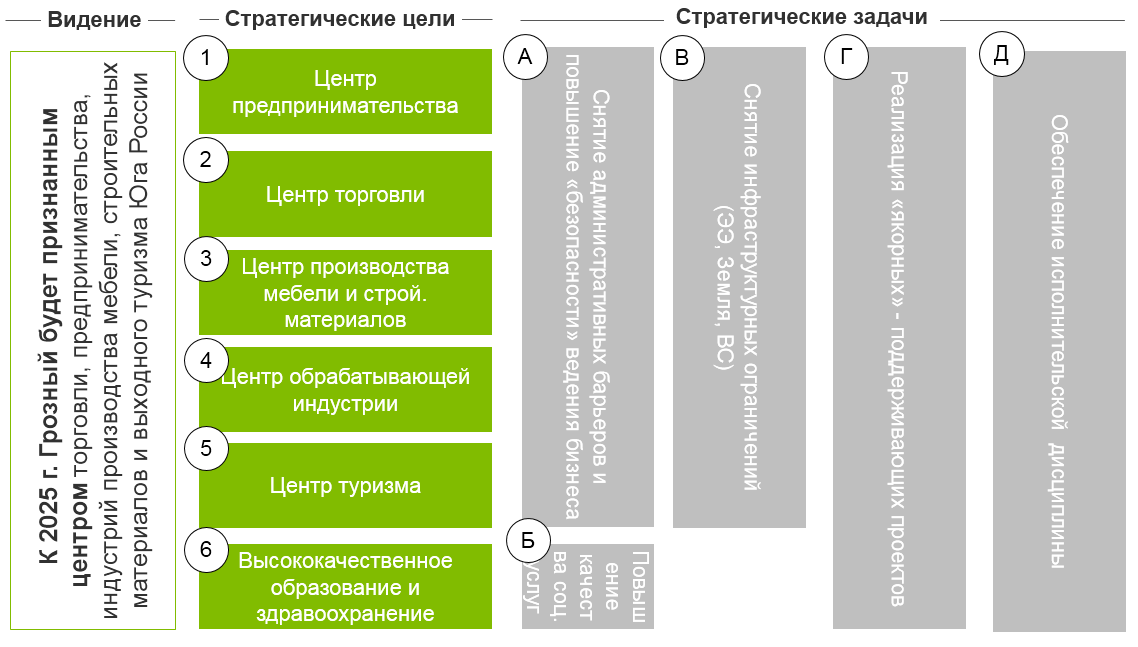 Видение
К 2025 г. Грозный будет признанным
центром торговли, предпринимательства,
индустрий производства мебели, строительных
материалов и выходного туризма Юга России
Стратегические цели
1
Центр
предпринимательства
2
Центр торговли
3
Центр производства
мебели и строй.
материалов
4
Центр обрабатывающей
индустрии
5
Центр туризма
6
Высококачественное
образование и
здравоохранение
Стратегические задачи
А
Снятие административных барьеров и
повышение «безопасности» ведения бизнеса
Б
Повыш
ение
качест
ва соц.
услуг
В
Снятие инфраструктурных ограничений
(ЭЭ, Земля, ВС)
Г
Реализация «якорных» - поддерживающих проектов
Д
Обеспечение исполнительской дисциплины